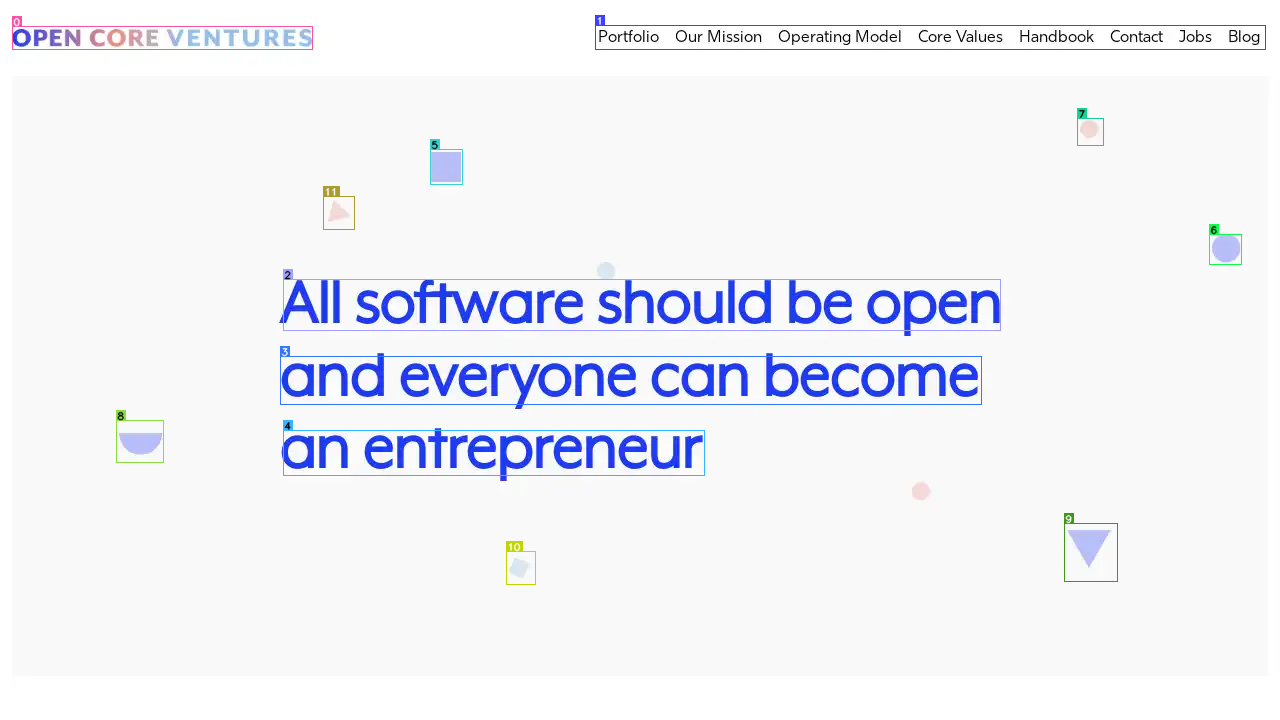 OPEN CORE VENTURES
Portfolio Our Mission Operating Model Core Values Handbook Contact Jobs Blog
All software should be open
and everyone can become
an entrepreneur
0
1
2
3
4
5
6
7
8
9
10
11